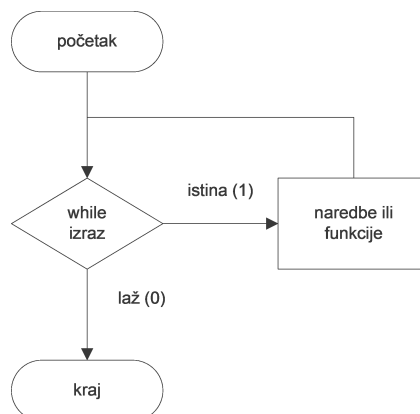 početak
istina (1)
while
izraz
naredbe ili
funkcije
laž (0)
kraj